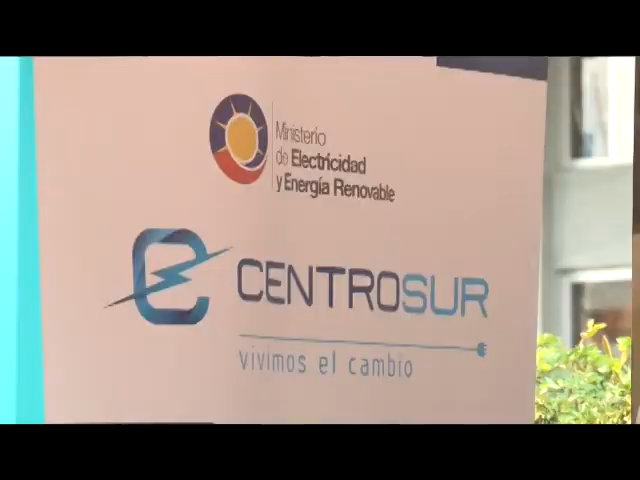 Ministerio
de Electricidad
y Energía Renovable
CENTROSUR
vivimos el cambio